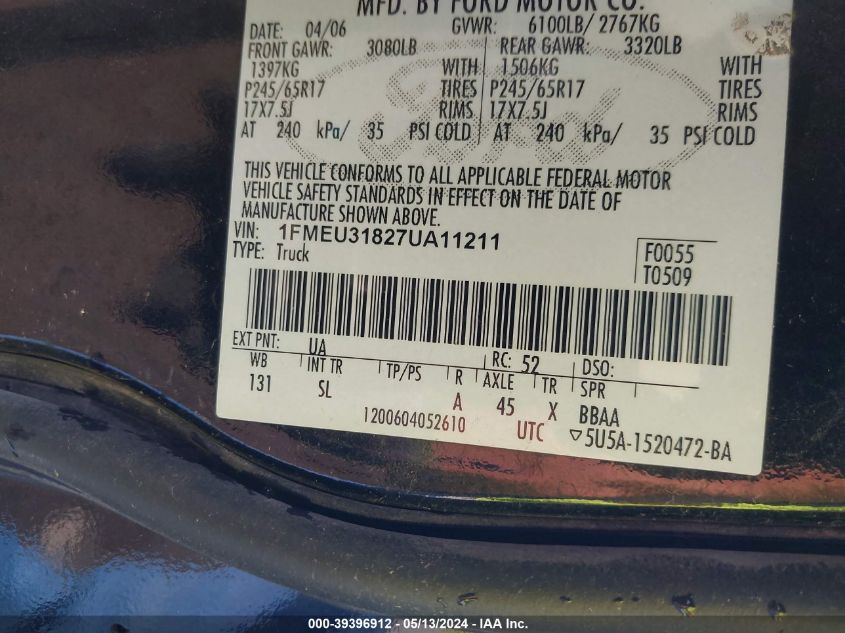 MFD. BY FORD MOTOR CO.
DATE: 04/06 GVWR: 6100LB/ 2767KG
FRONT GAWR: 3080LB REAR GAWR: 3320LB
1397KG WITH 1506KG WITH
P245/65R17 TIRES P245/65R17 TIRES
17X7.5J RIMS 17X7.5J RIMS
AT 240 kPa/ 35 PSI COLD AT 240 kPa/ 35 PSI COLD
Ford
THIS VEHICLE CONFORMS TO ALL APPLICABLE FEDERAL MOTOR
VEHICLE SAFETY STANDARDS IN EFFECT ON THE DATE OF
MANUFACTURE SHOWN ABOVE.
VIN: 1FMEU31827UA11211
TYPE: Truck
F0055
T0509
EXT PNT: UA RC: 52 DSO:
WB INT TR TP/PS R AXLE TR SPR
131 SL A 45 X BBAA
1200604052610 UTC ▽5U5A-1520472-BA
000-39396912 - 05/13/2024 - IAA Inc.